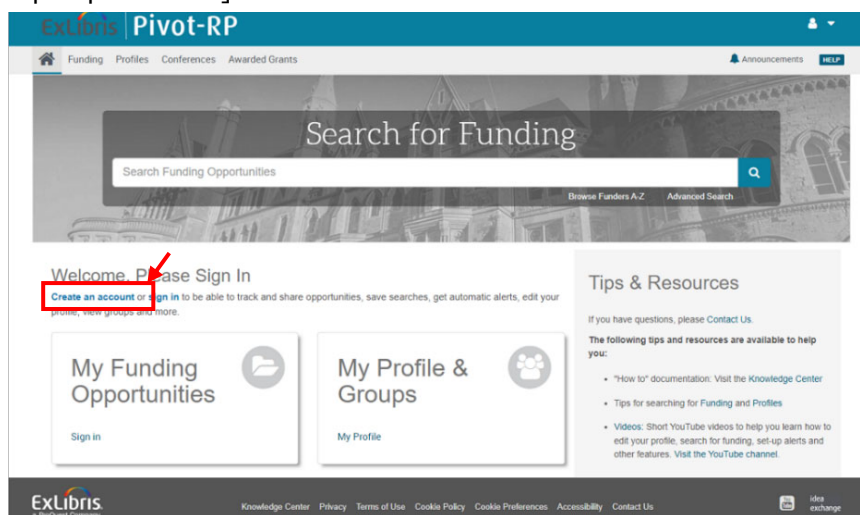 ExLibris Pivot-RP
Funding Profiles Conferences Awarded Grants Announcements HELP
Search for Funding
Search Funding Opportunities
Browse Funders A-Z Advanced Search
Welcome, Please Sign In
Create an account or sign in to be able to track and share opportunities, save searches, get automatic alerts, edit your
profile, view groups and more.
My Funding
Opportunities
Sign in
My Profile &
Groups
My Profile
Tips & Resources
If you have questions, please Contact Us.
The following tips and resources are available to help
you:
• "How to" documentation: Visit the Knowledge Center
• Tips for searching for Funding and Profiles
• Videos: Short YouTube videos to help you learn how to
edit your profile, search for funding, set-up alerts and
other features. Visit the YouTube channel.
ExLibris
Knowledge Center Privacy Terms of Use Cookie Policy Cookie Preferences Accessibility Contact Us
idea
exchange